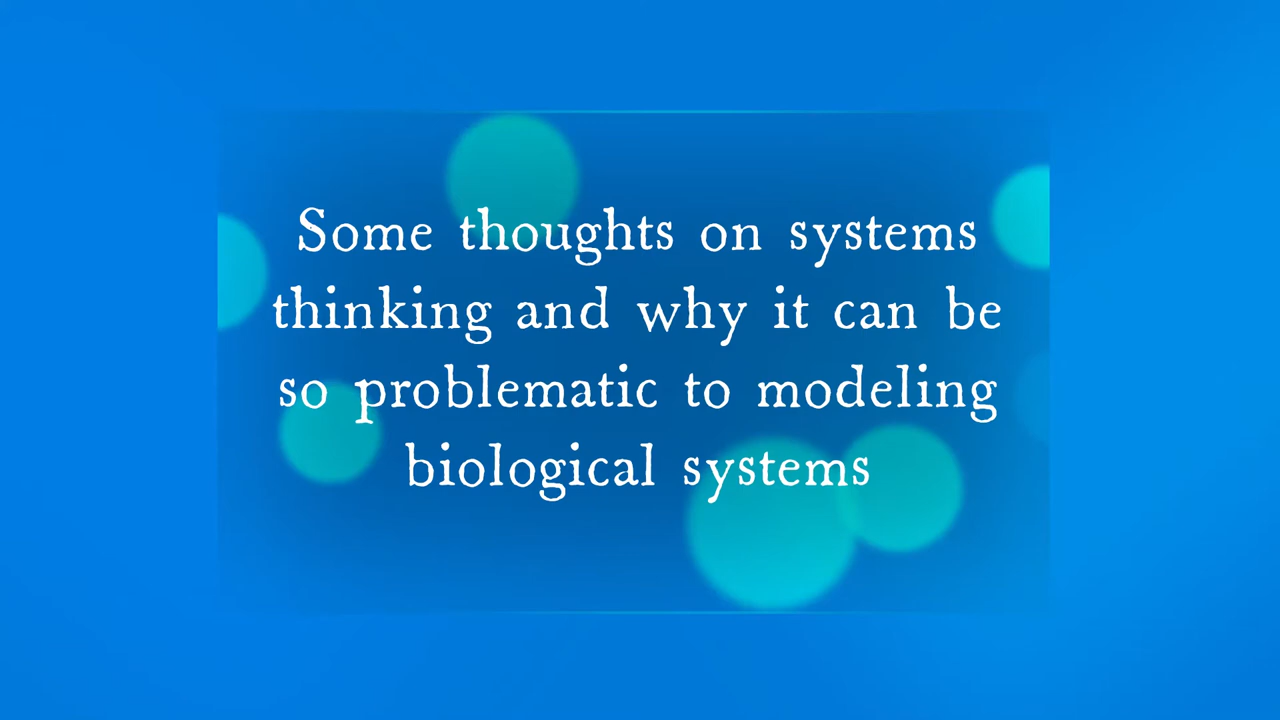 Some thoughts on systems
thinking and why it can be
so problematic to modeling
biological systems